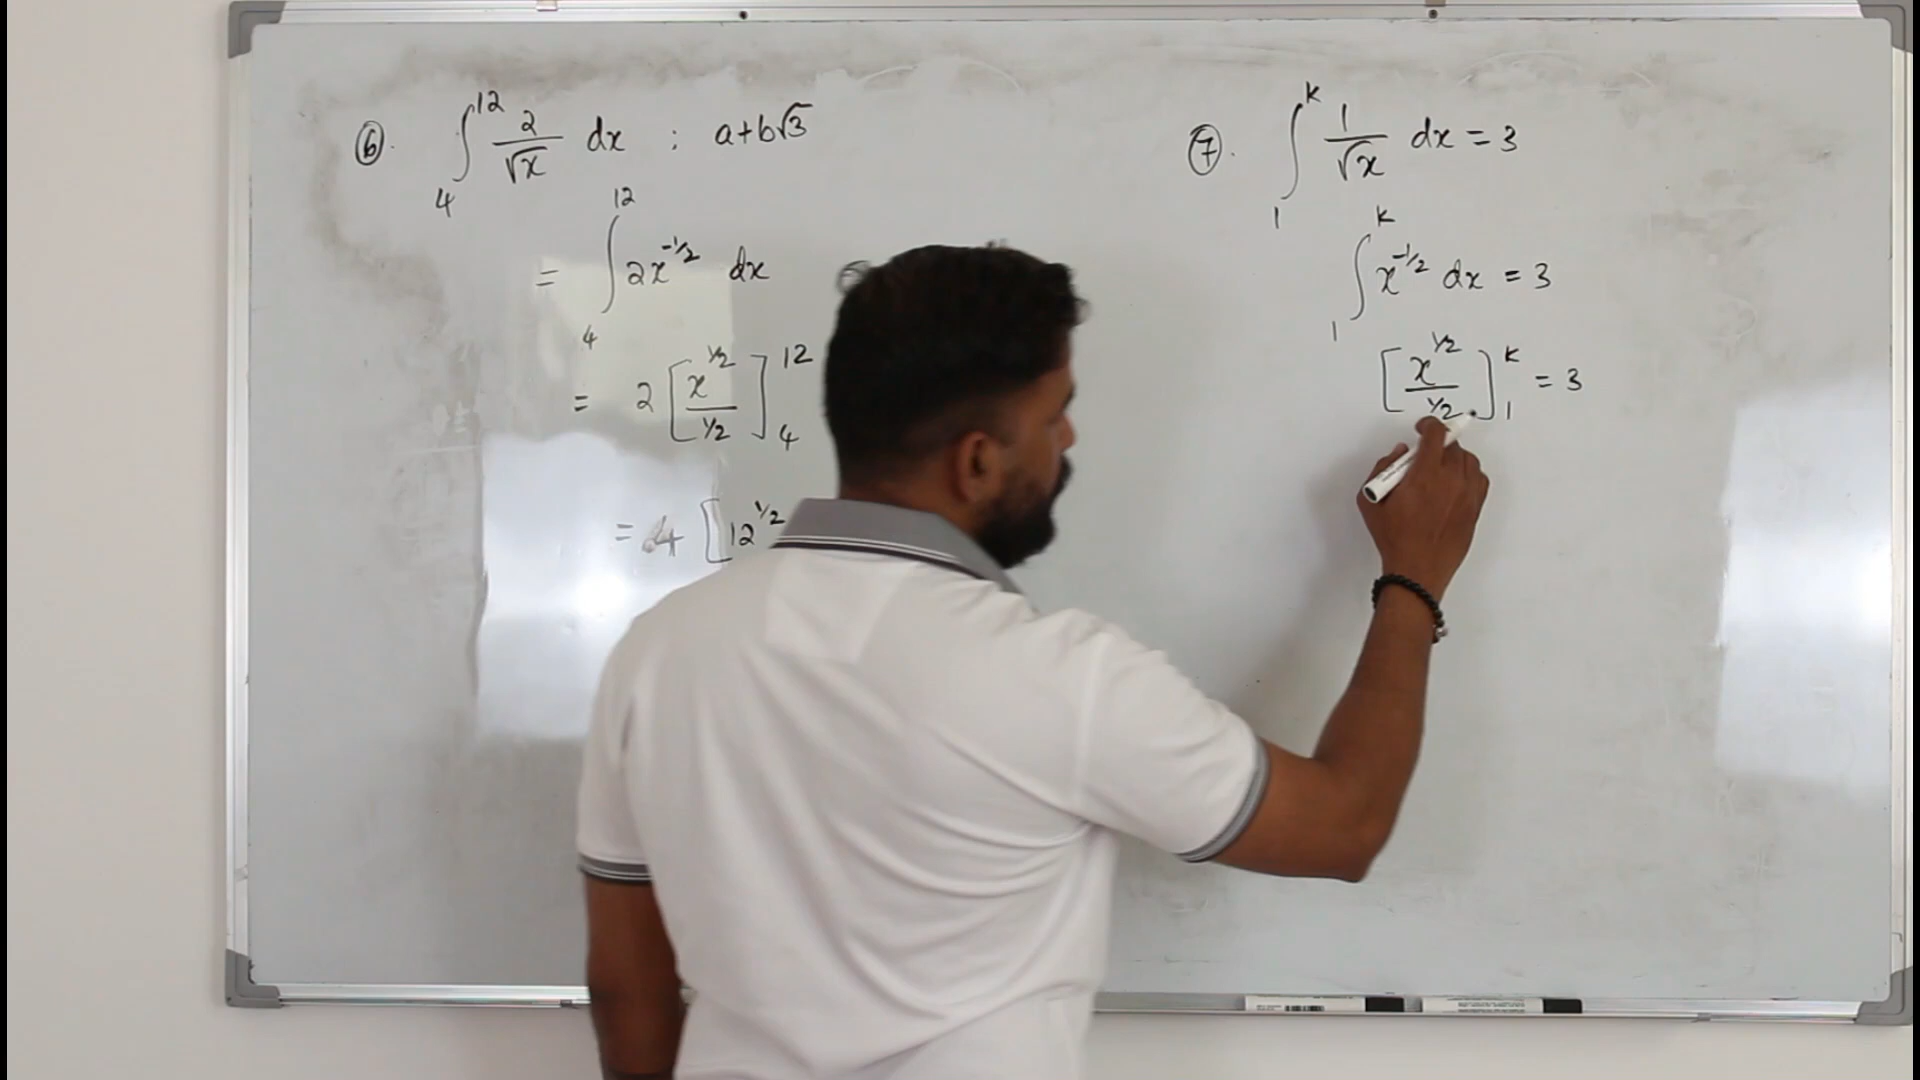 ⑥. ∫₄¹² 2/√x dx : a+b√3
= ∫₄¹² 2x^(-1/2) dx
= 2 [x^(1/2) / (1/2)]₄¹²
= 4 [12^(1/2)
⑦. ∫₁ᵏ 1/√x dx = 3
∫₁ᵏ x^(-1/2) dx = 3
[x^(1/2) / (1/2)]₁ᵏ = 3